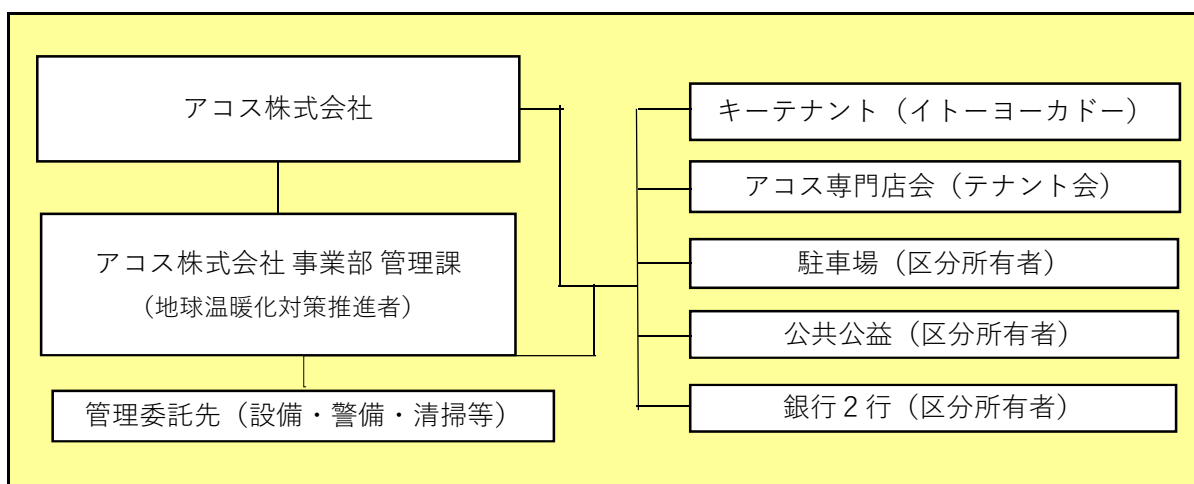 アコス株式会社
アコス株式会社 事業部 管理課
（地球温暖化対策推進者）
管理委託先（設備・警備・清掃等）
キーテナント（イトーヨーカドー）
アコス専門店会（テナント会）
駐車場（区分所有者）
公共公益（区分所有者）
銀行２行（区分所有者）